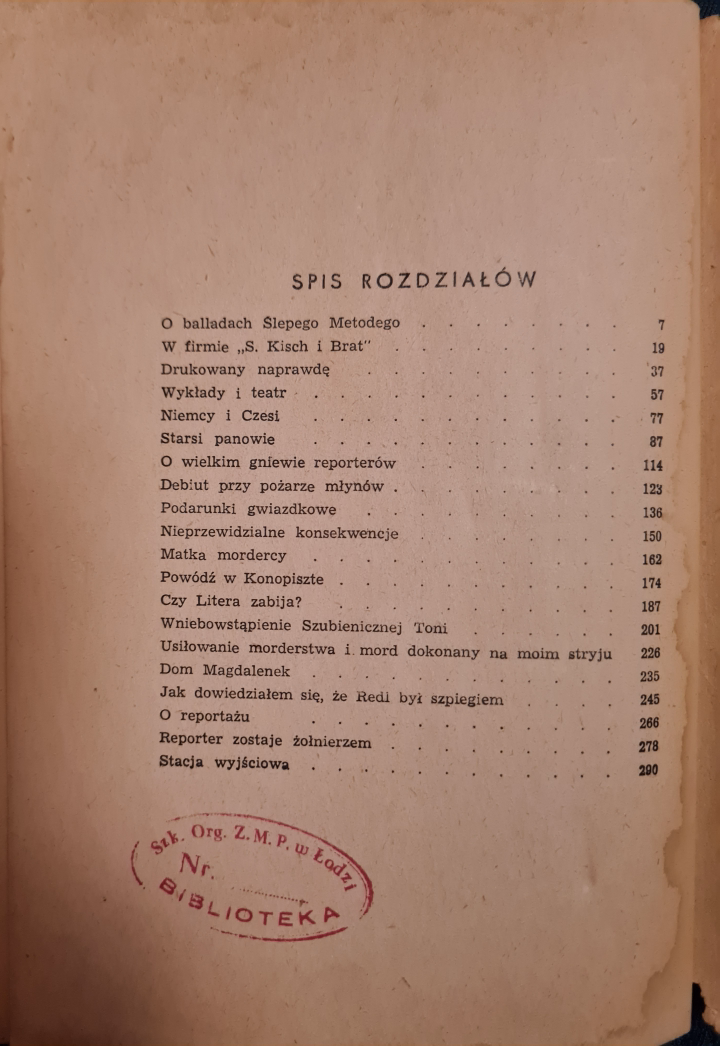 SPIS ROZDZIAŁÓW
O balladach Ślepego Metodego . . . . . . . . 7
W firmie „S. Kisch i Brat" . . . . . . . . . 19
Drukowany naprawdę . . . . . . . . . . 37
Wykłady i teatr . . . . . . . . . . . . 57
Niemcy i Czesi . . . . . . . . . . . . 77
Starsi panowie . . . . . . . . . . . . 87
O wielkim gniewie reporterów . . . . . . . . 114
Debiut przy pożarze młynów . . . . . . . . . 123
Podarunki gwiazdkowe . . . . . . . . . . 136
Nieprzewidzialne konsekwencje . . . . . . . . 150
Matka mordercy . . . . . . . . . . . . 162
Powódź w Konopiszte . . . . . . . . . . . 174
Czy Litera zabija? . . . . . . . . . . . 187
Wniebowstąpienie Szubienicznej Toni . . . . . . 201
Usiłowanie morderstwa i mord dokonany na moim stryju 226
Dom Magdalenek . . . . . . . . . . . . 235
Jak dowiedziałem się, że Redl był szpiegiem . . . . 245
O reportażu . . . . . . . . . . . . 266
Reporter zostaje żołnierzem . . . . . . . . . 278
Stacja wyjściowa . . . . . . . . . . . . 290
Szk. Org. Z.M.P. w Łodzi
Nr. ..............
BIBLIOTEKA